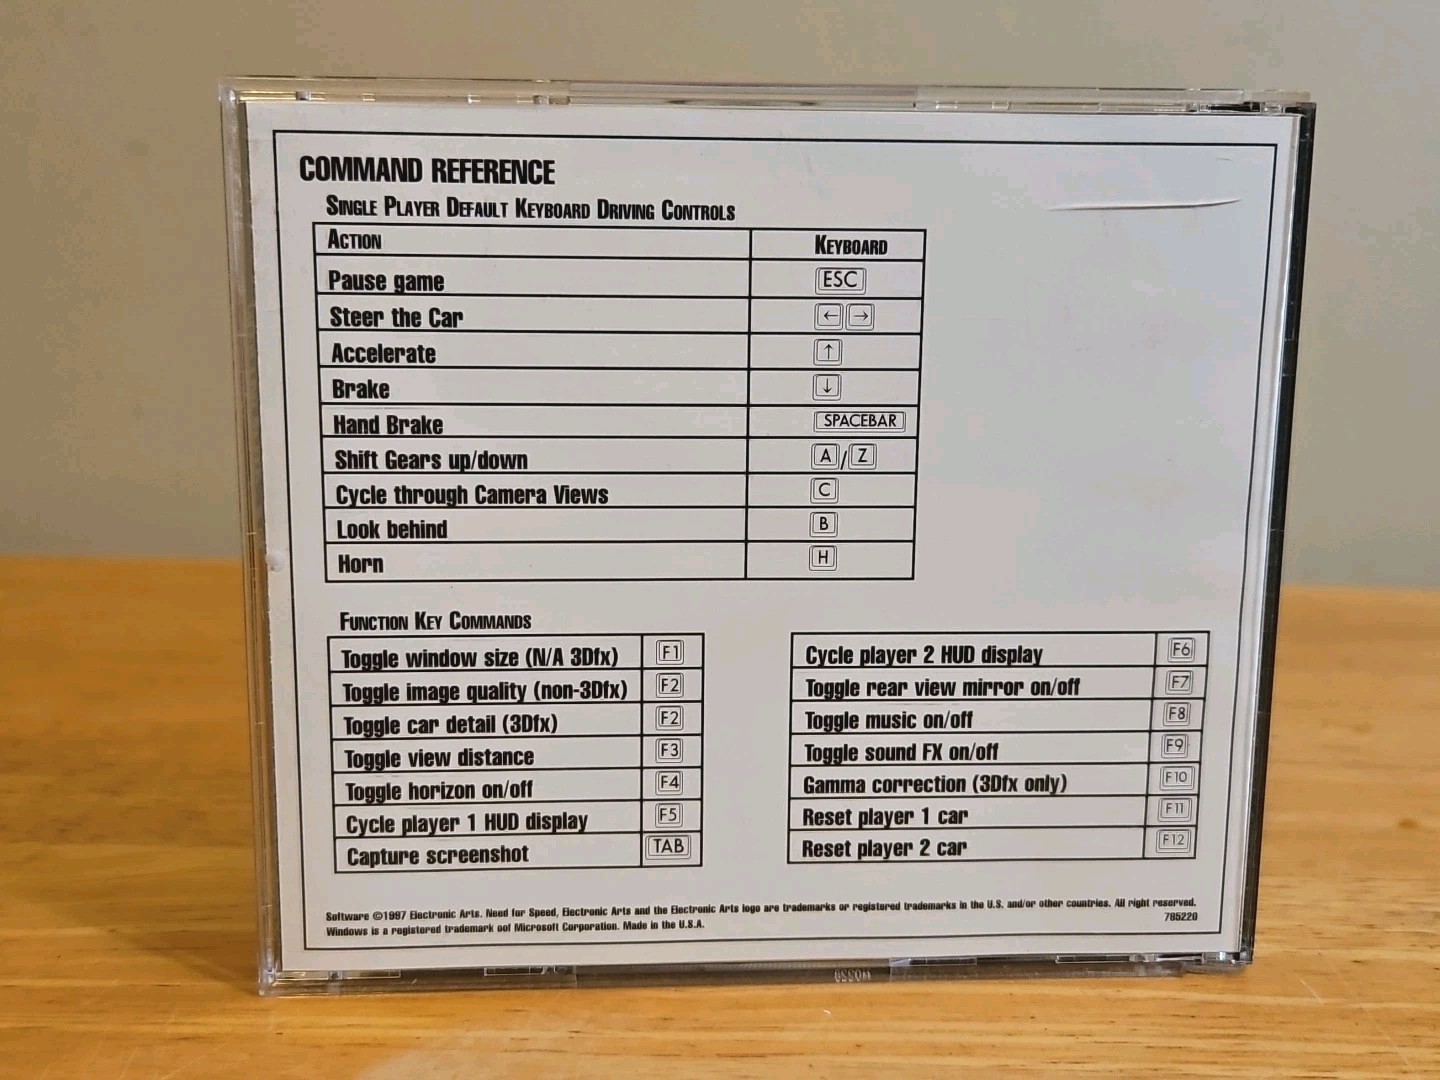 COMMAND REFERENCE
SINGLE PLAYER DEFAULT KEYBOARD DRIVING CONTROLS
ACTION KEYBOARD
Pause game ESC
Steer the Car ← →
Accelerate ↑
Brake ↓
Hand Brake SPACEBAR
Shift Gears up/down A / Z
Cycle through Camera Views C
Look behind B
Horn H
FUNCTION KEY COMMANDS
Toggle window size (N/A 3Dfx) F1
Toggle image quality (non-3Dfx) F2
Toggle car detail (3Dfx) F2
Toggle view distance F3
Toggle horizon on/off F4
Cycle player 1 HUD display F5
Capture screenshot TAB
Cycle player 2 HUD display F6
Toggle rear view mirror on/off F7
Toggle music on/off F8
Toggle sound FX on/off F9
Gamma correction (3Dfx only) F10
Reset player 1 car F11
Reset player 2 car F12
Software ©1997 Electronic Arts. Need for Speed, Electronic Arts and the Electronic Arts logo are trademarks or registered trademarks in the U.S. and/or other countries. All right reserved.
Windows is a registered trademark oof Microsoft Corporation. Made in the U.S.A.
785220